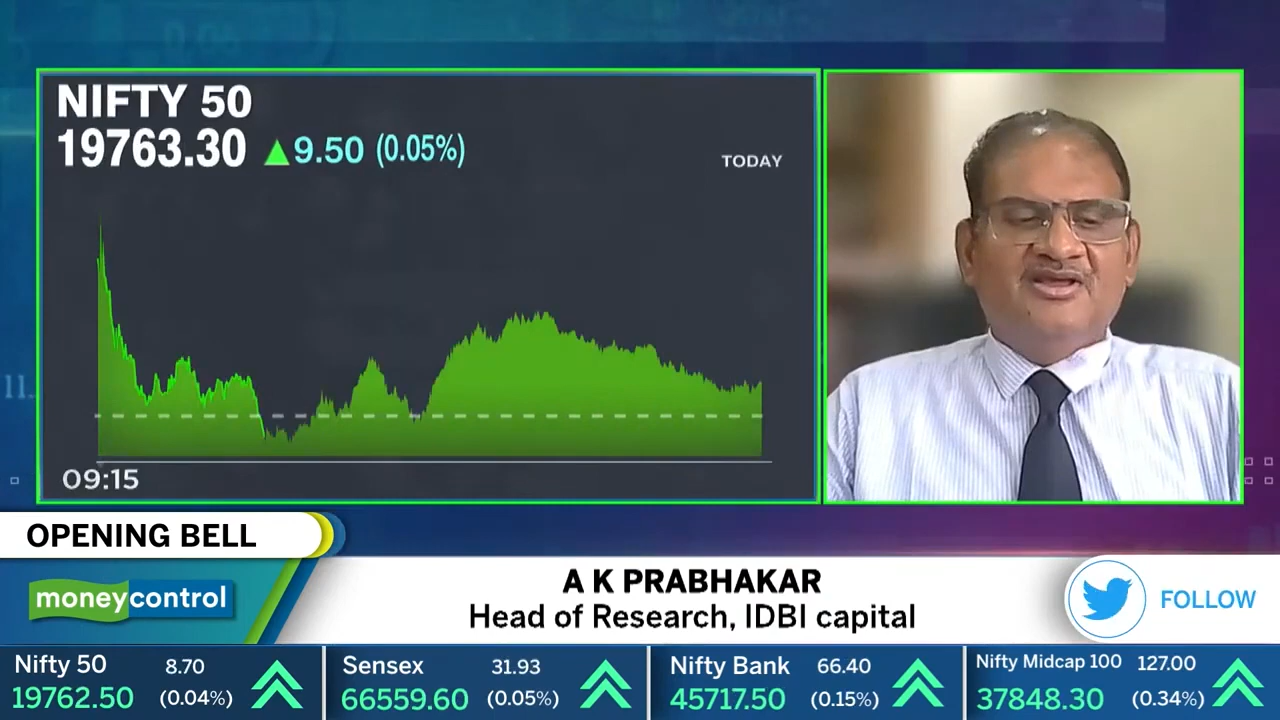 NIFTY 50
19763.30 ▲ 9.50 (0.05%)
TODAY
09:15
OPENING BELL
moneycontrol
A K PRABHAKAR
Head of Research, IDBI capital
FOLLOW
Nifty 50 8.70
19762.50 (0.04%)
Sensex 31.93
66559.60 (0.05%)
Nifty Bank 66.40
45717.50 (0.15%)
Nifty Midcap 100 127.00
37848.30 (0.34%)